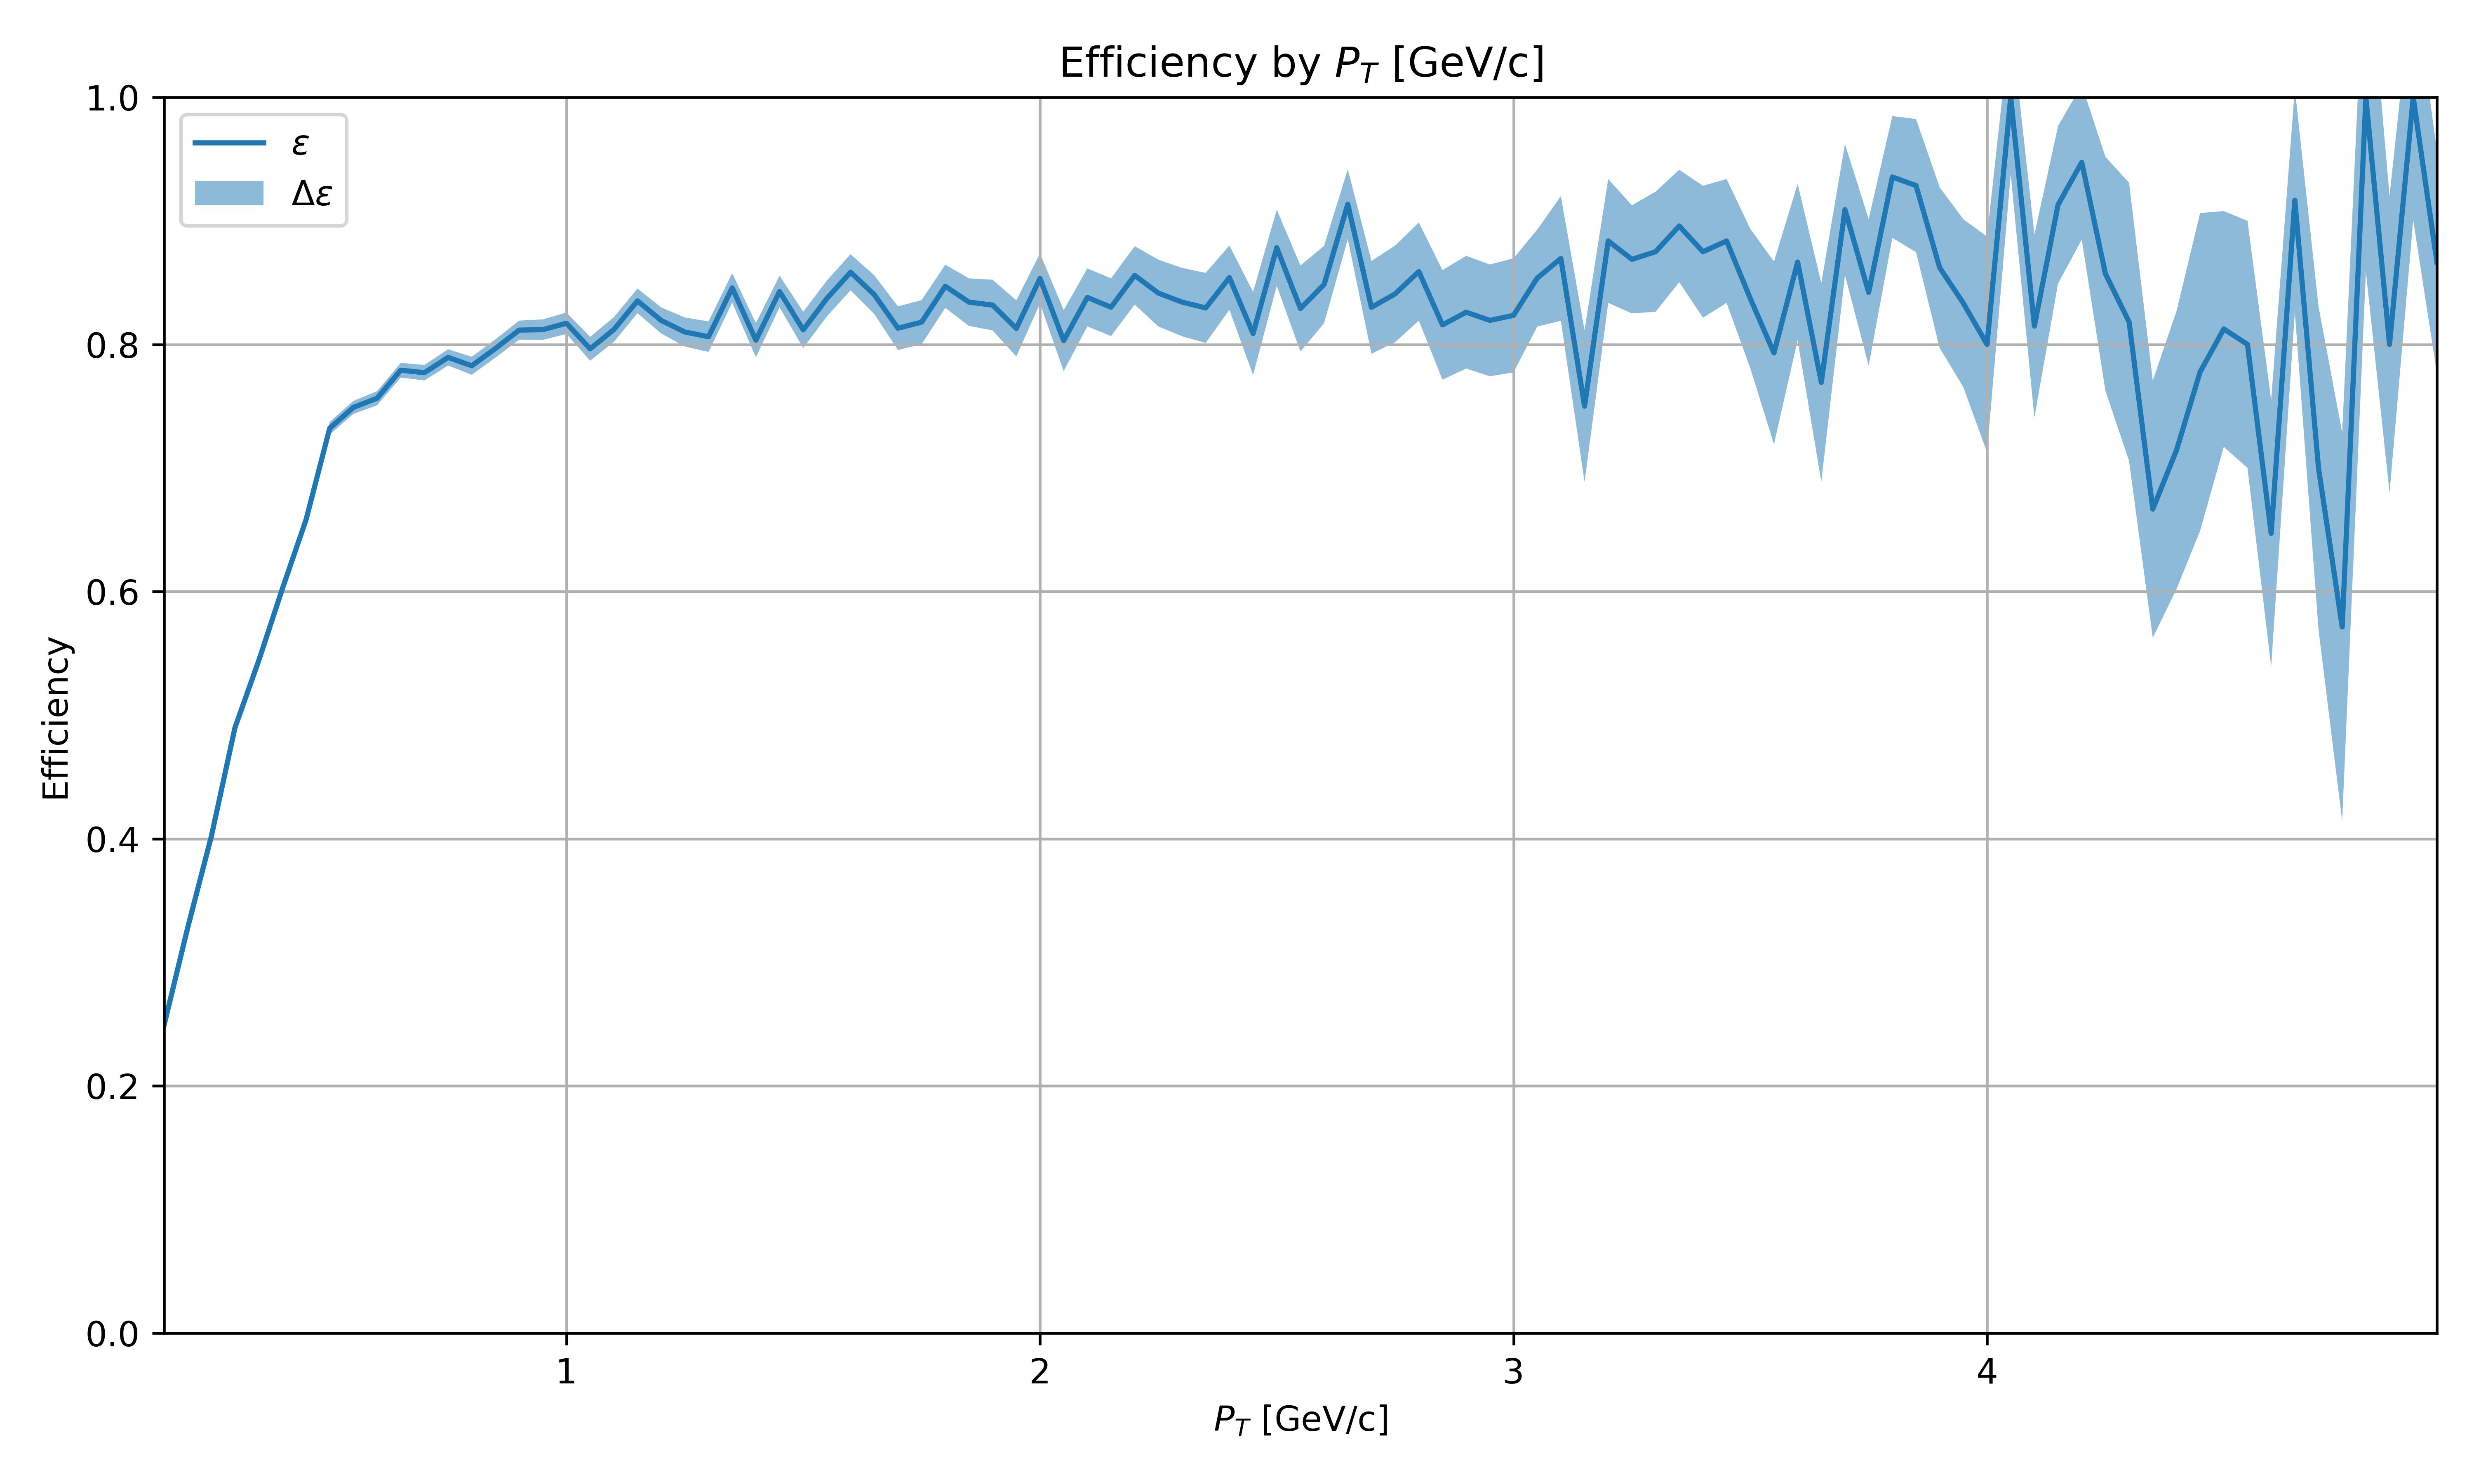 Efficiency by P_T [GeV/c]
1.0
0.8
0.6
0.4
0.2
0.0
Efficiency
ε
Δε
1 2 3 4
P_T [GeV/c]